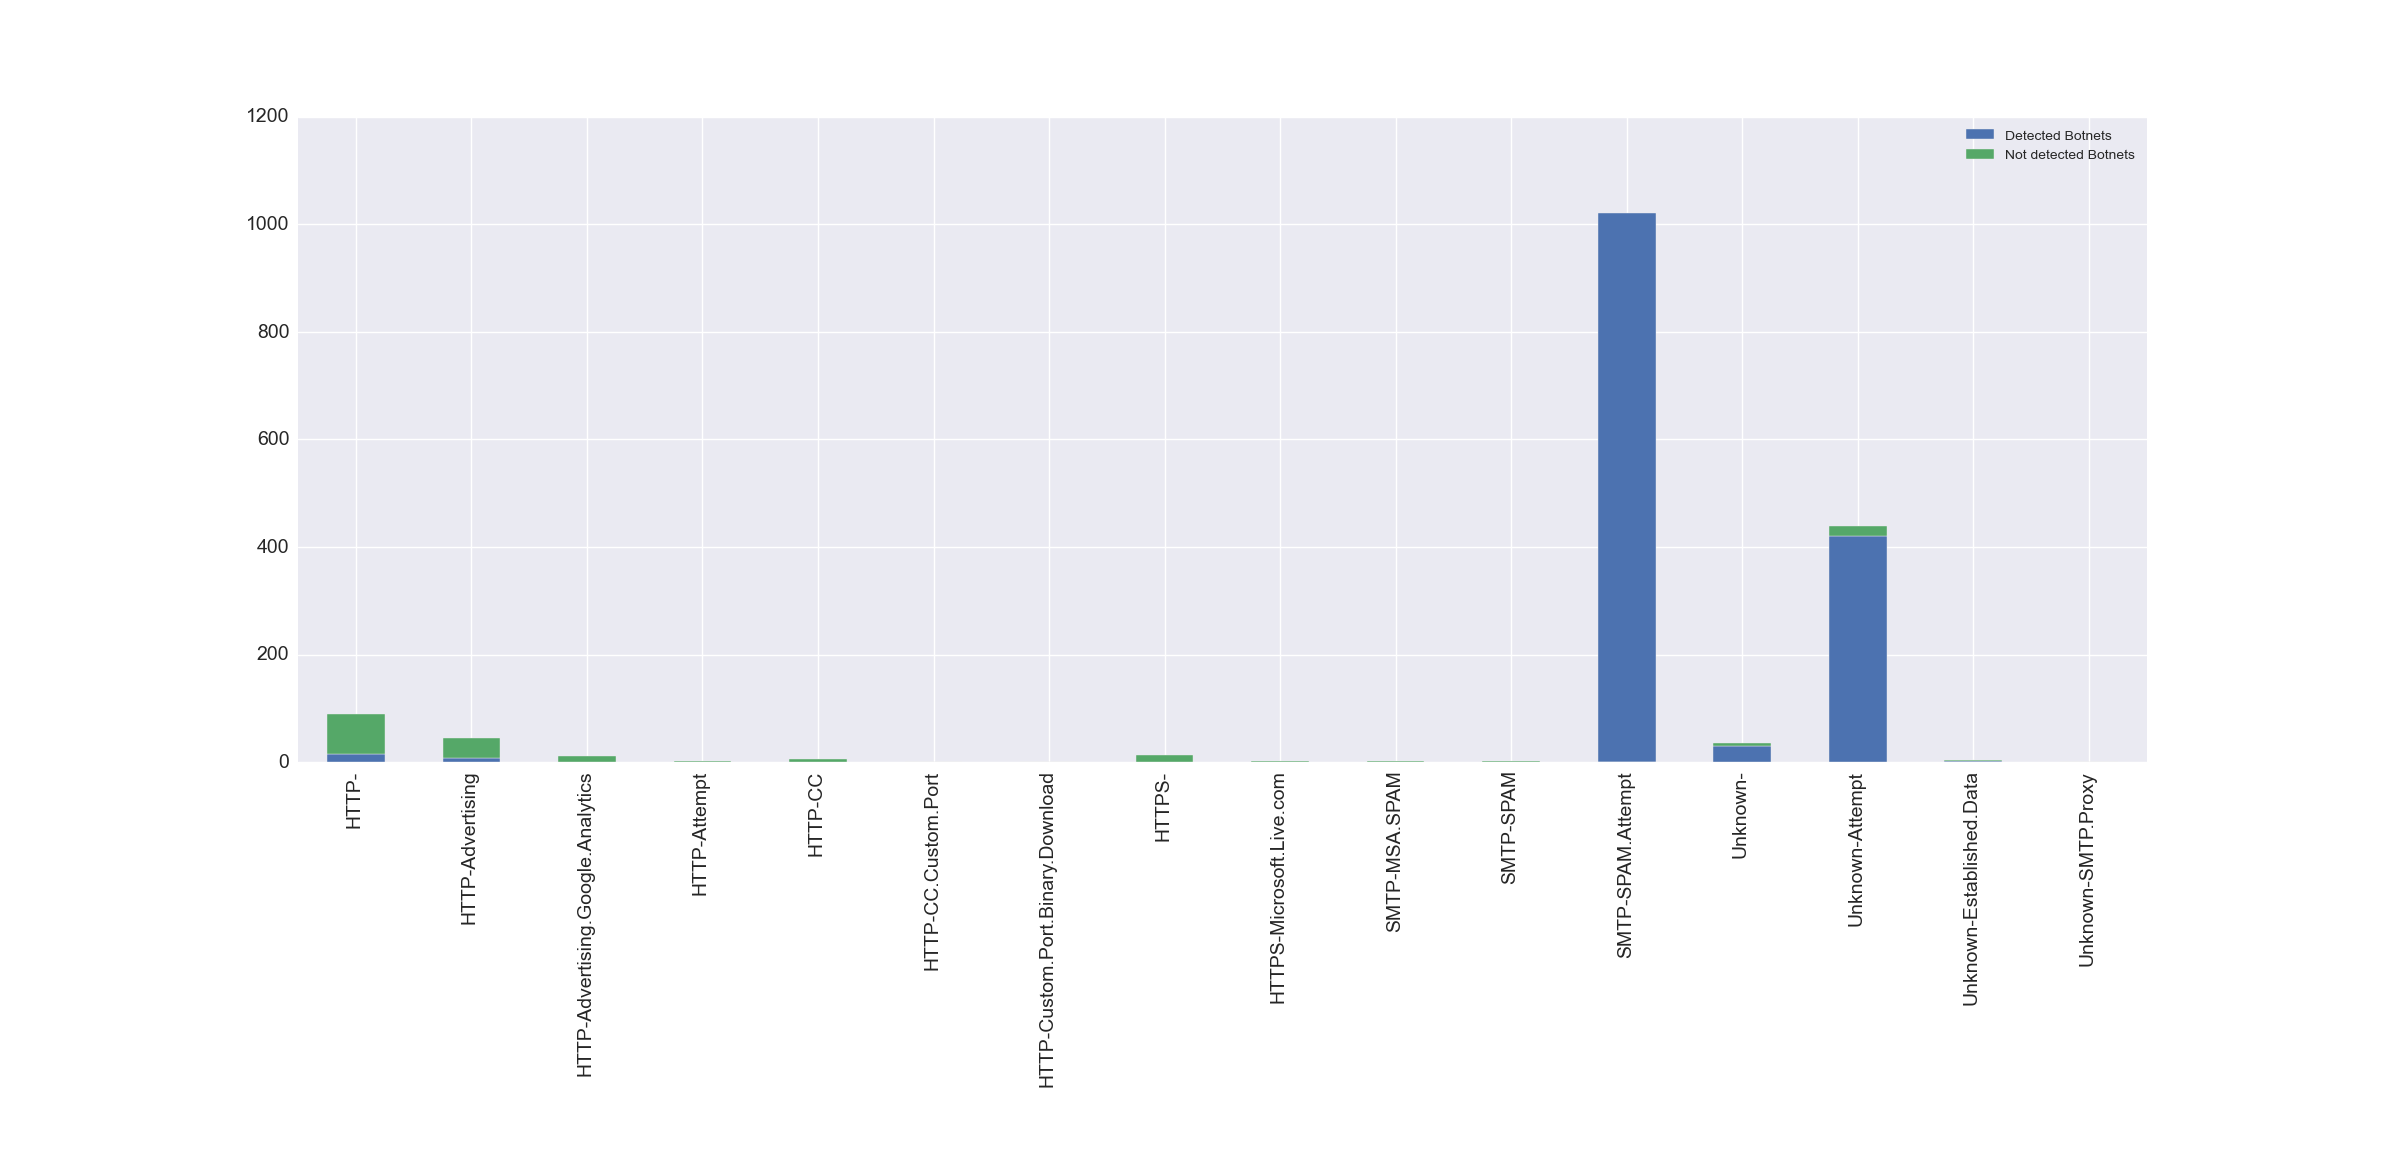 1200
1000
800
600
400
200
0
Detected Botnets
Not detected Botnets
HTTP-
HTTP-Advertising
HTTP-Advertising.Google.Analytics
HTTP-Attempt
HTTP-CC
HTTP-CC.Custom.Port
HTTP-Custom.Port.Binary.Download
HTTPS-
HTTPS-Microsoft.Live.com
SMTP-MSA.SPAM
SMTP-SPAM
SMTP-SPAM.Attempt
Unknown-
Unknown-Attempt
Unknown-Established.Data
Unknown-SMTP.Proxy